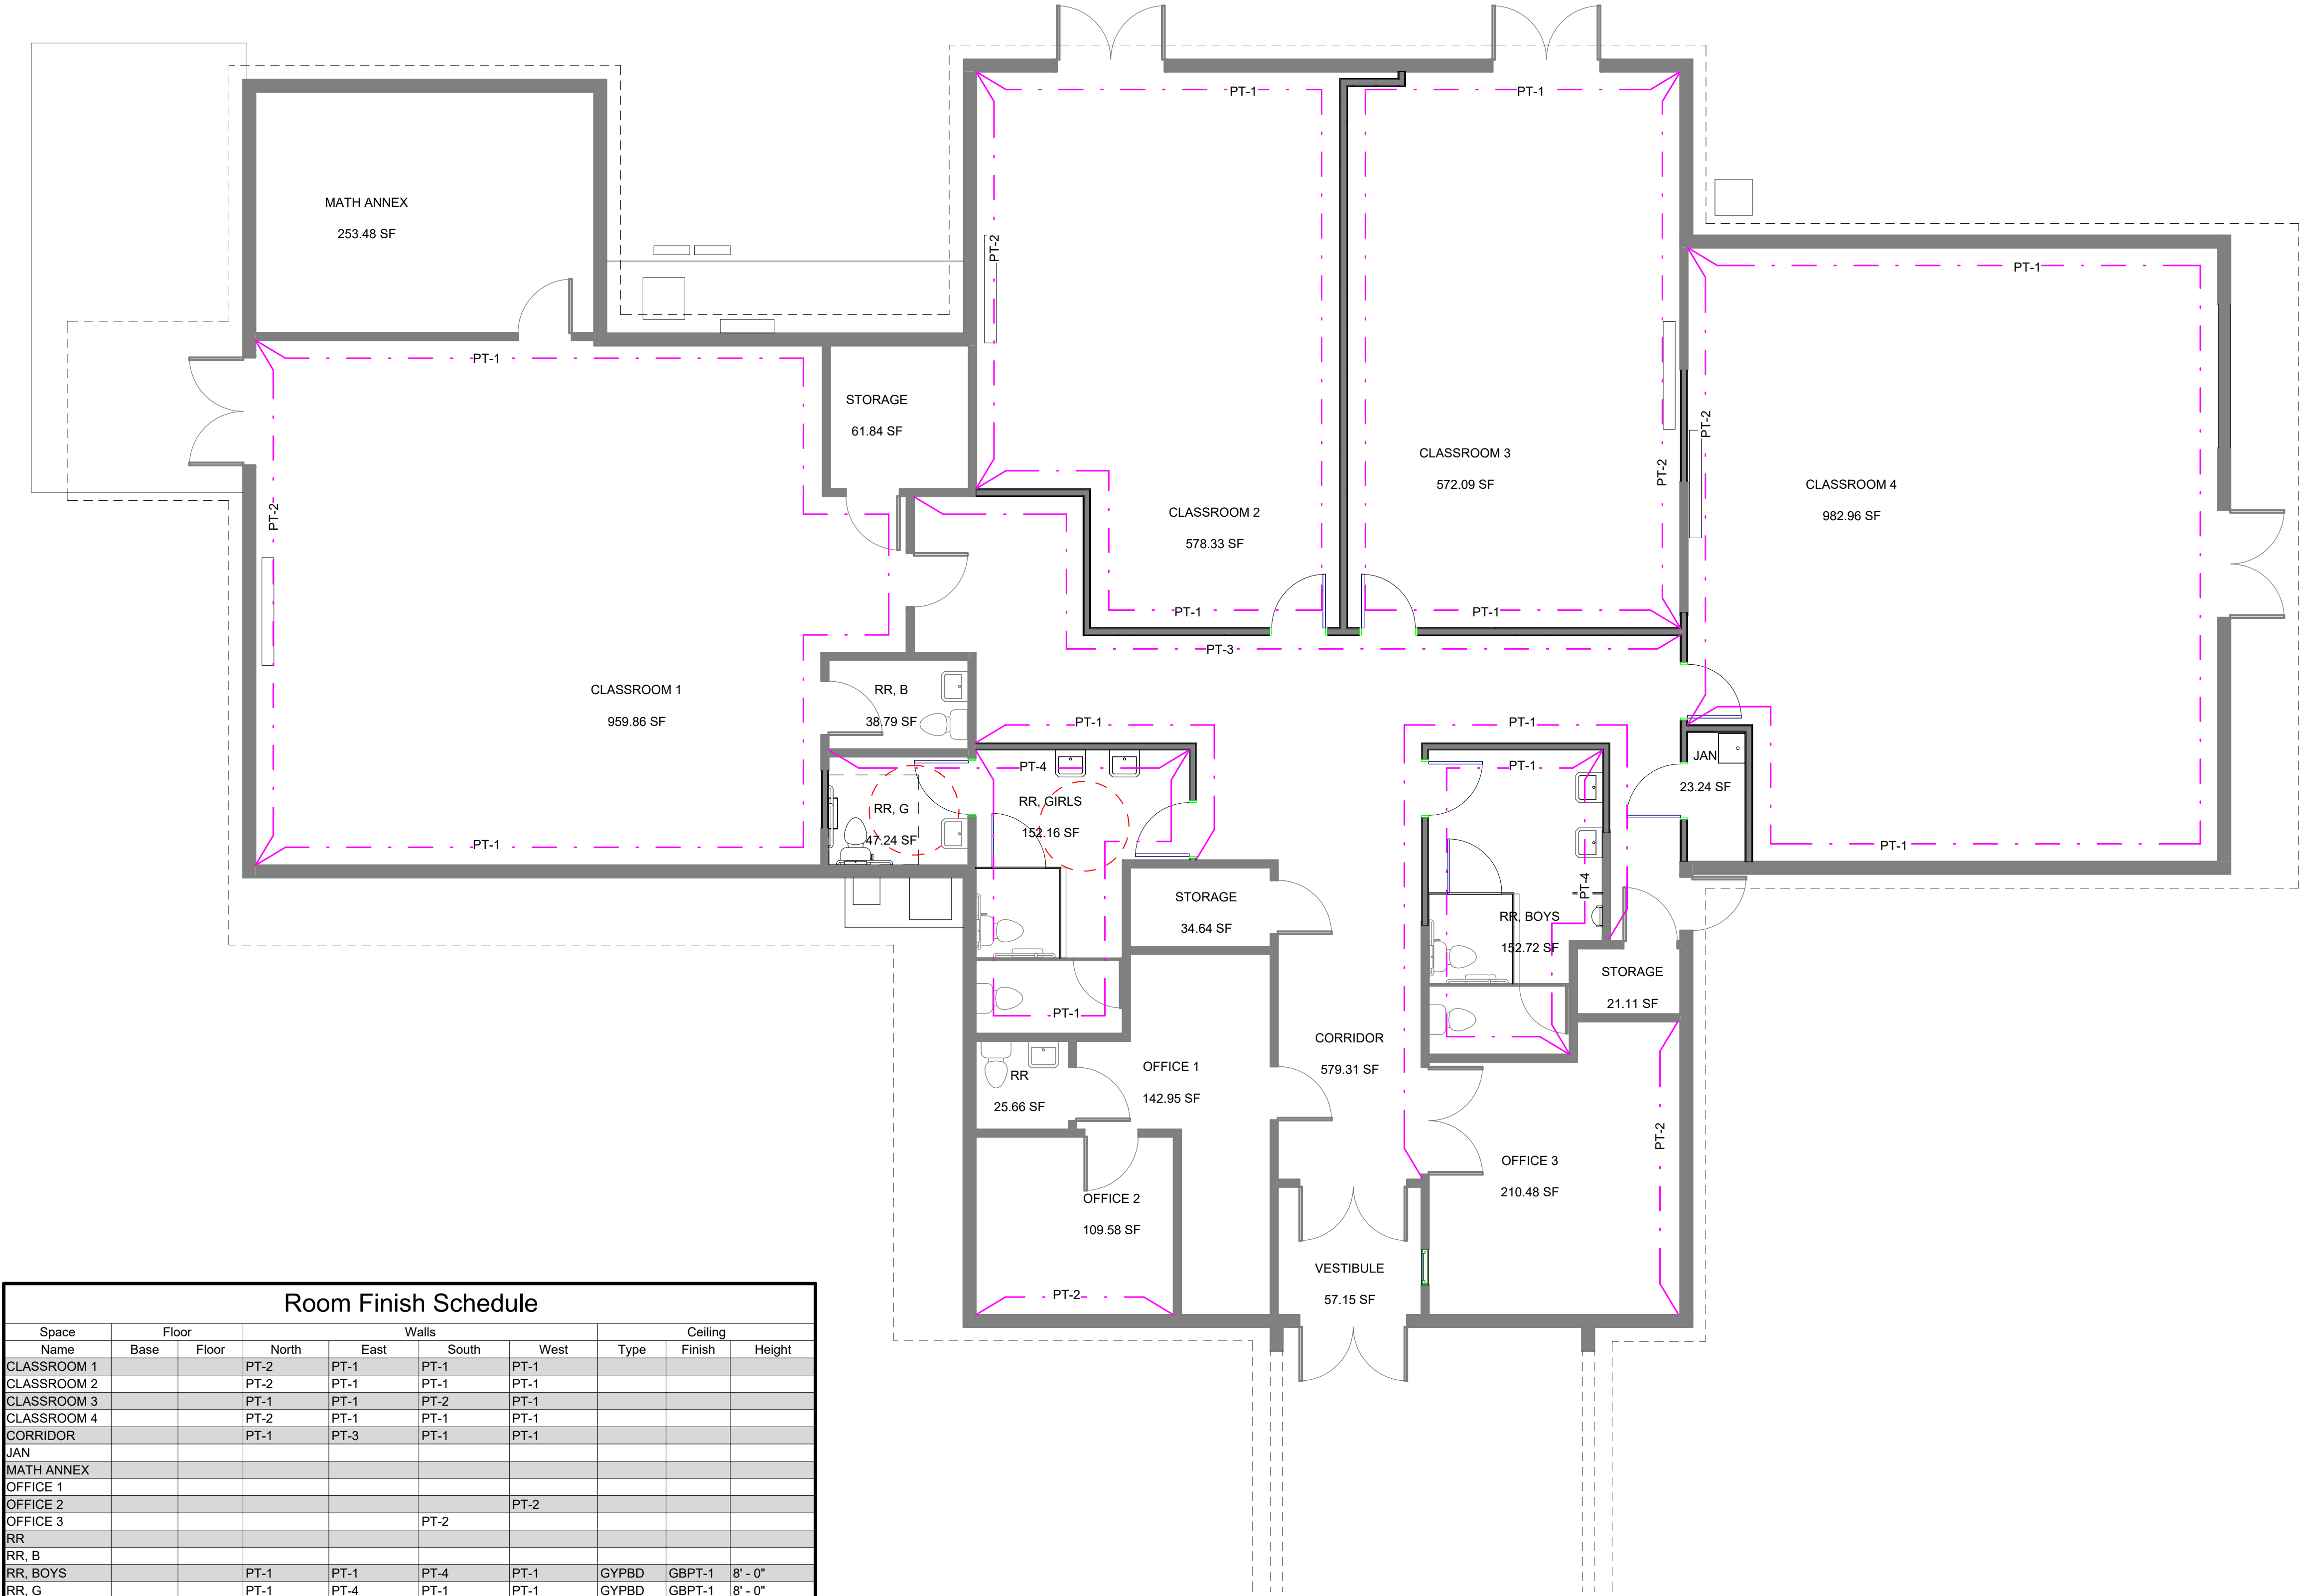 PT-1
PT-1
MATH ANNEX
253.48 SF
PT-2
PT-1
PT-1
STORAGE
61.84 SF
PT-2
CLASSROOM 3
572.09 SF
PT-2
CLASSROOM 4
982.96 SF
PT-2
CLASSROOM 2
578.33 SF
PT-1
PT-1
PT-3
CLASSROOM 1
959.86 SF
RR, B
38.79 SF
PT-1
PT-1
PT-4
PT-1
JAN
23.24 SF
RR, G
47.24 SF
RR, GIRLS
152.16 SF
PT-1
PT-1
PT-4
STORAGE
34.64 SF
RR, BOYS
152.72 SF
STORAGE
21.11 SF
PT-1
CORRIDOR
579.31 SF
OFFICE 1
142.95 SF
RR
25.66 SF
PT-2
OFFICE 3
210.48 SF
OFFICE 2
109.58 SF
VESTIBULE
57.15 SF
PT-2
Room Finish Schedule
Space Floor Walls Ceiling
Name Base Floor North East South West Type Finish Height
CLASSROOM 1 PT-2 PT-1 PT-1 PT-1
CLASSROOM 2 PT-2 PT-1 PT-1 PT-1
CLASSROOM 3 PT-1 PT-1 PT-2 PT-1
CLASSROOM 4 PT-2 PT-1 PT-1 PT-1
CORRIDOR PT-1 PT-3 PT-1 PT-1
JAN
MATH ANNEX
OFFICE 1
OFFICE 2 PT-2
OFFICE 3 PT-2
RR
RR, B
RR, BOYS PT-1 PT-1 PT-4 PT-1 GYPBD GBPT-1 8' - 0"
RR, G PT-1 PT-4 PT-1 PT-1 GYPBD GBPT-1 8' - 0"